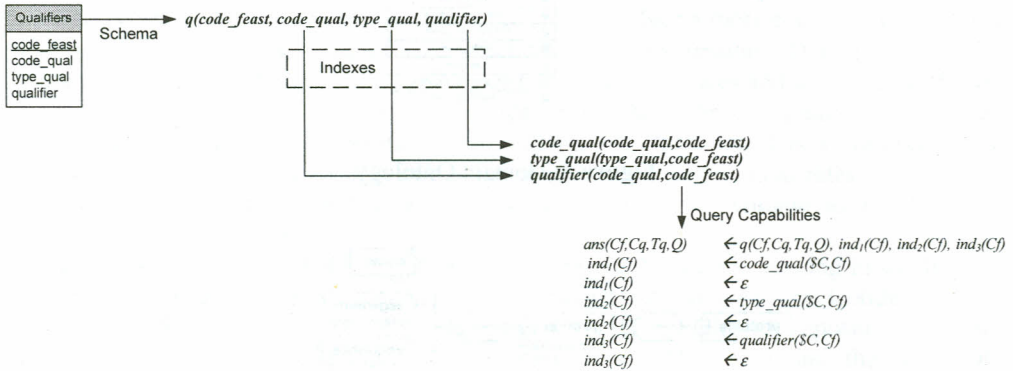 Qualifiers
code_feast
code_qual
type_qual
qualifier
Schema
q(code_feast, code_qual, type_qual, qualifier)
Indexes
code_qual(code_qual,code_feast)
type_qual(type_qual,code_feast)
qualifier(code_qual,code_feast)
Query Capabilities
ans(Cf,Cq,Tq,Q) ← q(Cf,Cq,Tq,Q), ind₁(Cf), ind₂(Cf), ind₃(Cf)
ind₁(Cf) ← code_qual($C,Cf)
ind₁(Cf) ← ε
ind₂(Cf) ← type_qual($C,Cf)
ind₂(Cf) ← ε
ind₃(Cf) ← qualifier($C,Cf)
ind₃(Cf) ← ε